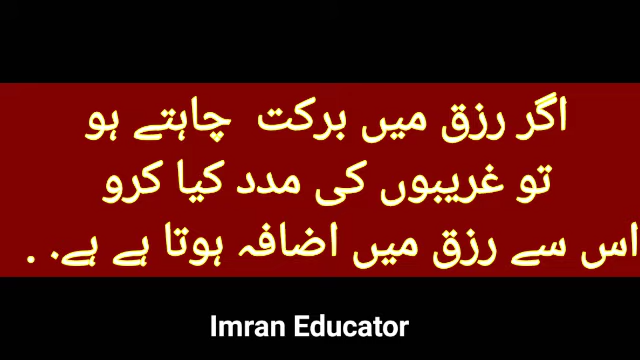 اگر رزق میں برکت چاہتے ہو
تو غریبوں کی مدد کیا کرو
اس سے رزق میں اضافہ ہوتا ہے ہے. .
Imran Educator